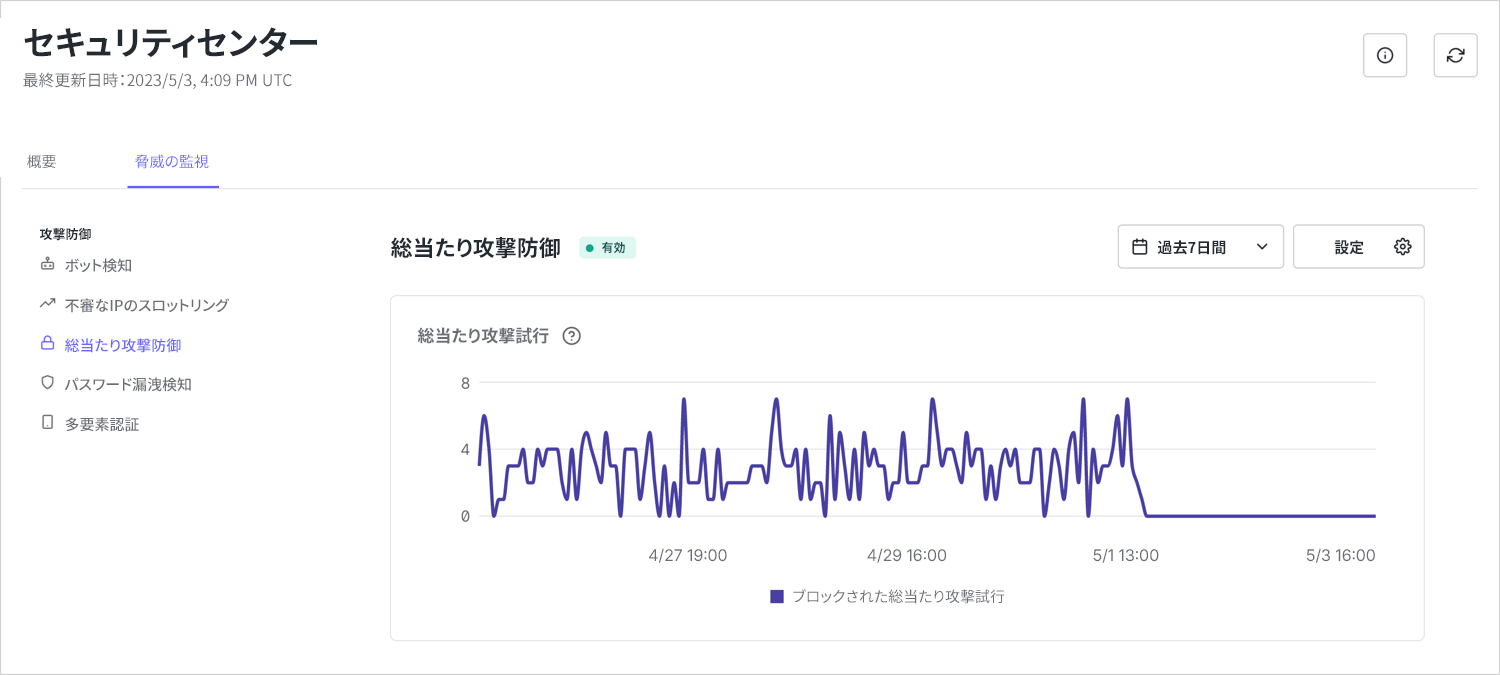 セキュリティセンター
最終更新日時：2023/5/3, 4:09 PM UTC
概要
脅威の監視
攻撃防御
ボット検知
不審なIPのスロットリング
総当たり攻撃防御
パスワード漏洩検知
多要素認証
総当たり攻撃防御
有効
過去7日間
設定
総当たり攻撃試行
8
4
0
4/27 19:00
4/29 16:00
5/1 13:00
5/3 16:00
ブロックされた総当たり攻撃試行